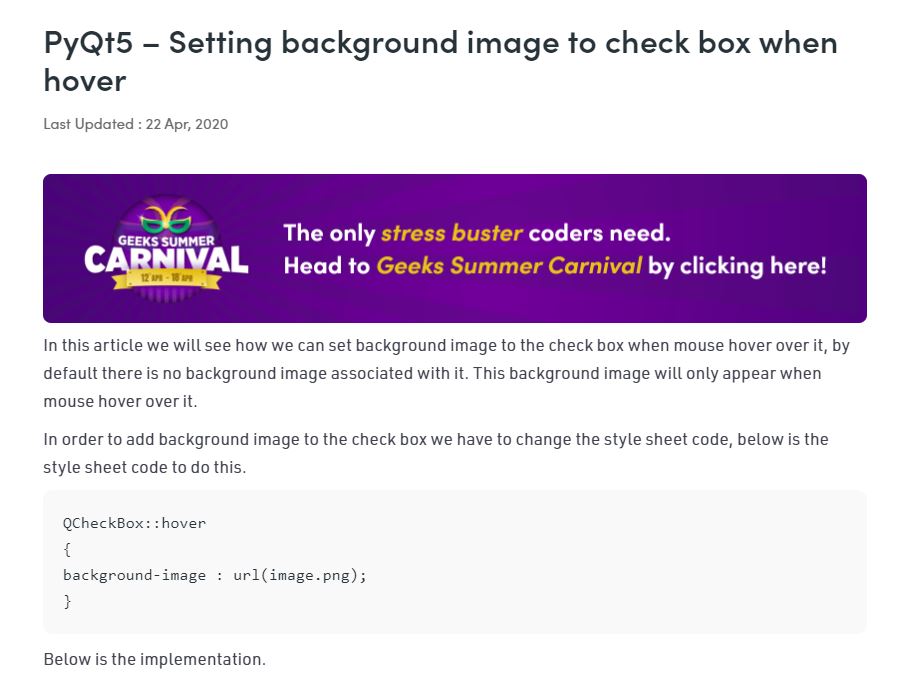 PyQt5 – Setting background image to check box when
hover
Last Updated : 22 Apr, 2020
GEEKS SUMMER
CARNIVAL
12 APR - 18 APR
The only stress buster coders need.
Head to Geeks Summer Carnival by clicking here!
In this article we will see how we can set background image to the check box when mouse hover over it, by
default there is no background image associated with it. This background image will only appear when
mouse hover over it.
In order to add background image to the check box we have to change the style sheet code, below is the
style sheet code to do this.
QCheckBox::hover
{
background-image : url(image.png);
}
Below is the implementation.